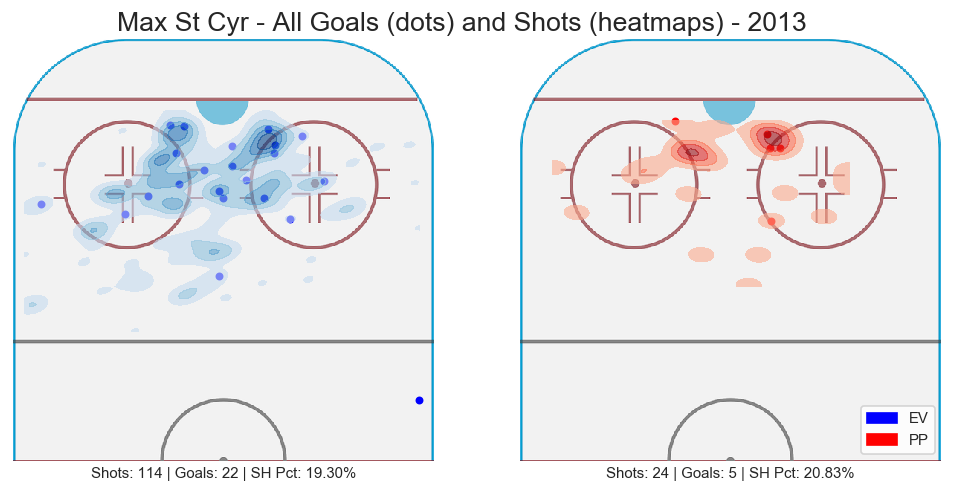 Max St Cyr - All Goals (dots) and Shots (heatmaps) - 2013
EV
PP
Shots: 114 | Goals: 22 | SH Pct: 19.30%
Shots: 24 | Goals: 5 | SH Pct: 20.83%